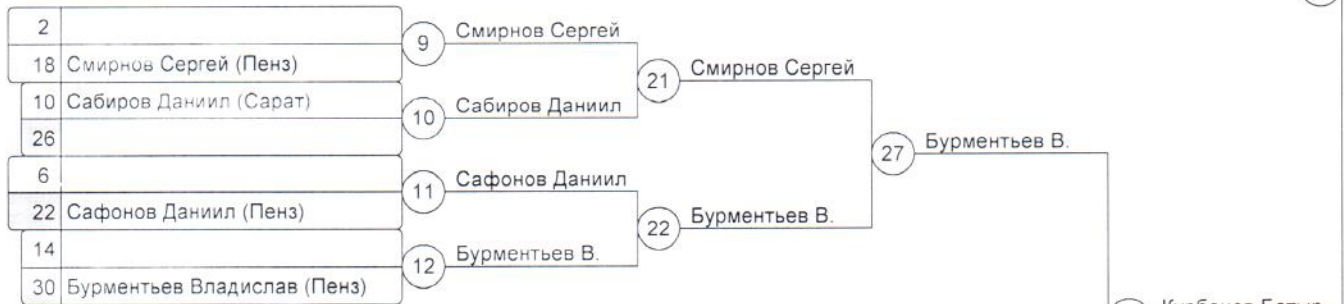 2
9 Смирнов Сергей
18 Смирнов Сергей (Пенз)
21 Смирнов Сергей
10 Сабиров Даниил (Сарат)
10 Сабиров Даниил
26
27 Бурментьев В.
6
11 Сафонов Даниил
22 Сафонов Даниил (Пенз)
22 Бурментьев В.
14
12 Бурментьев В.
30 Бурментьев Владислав (Пенз)